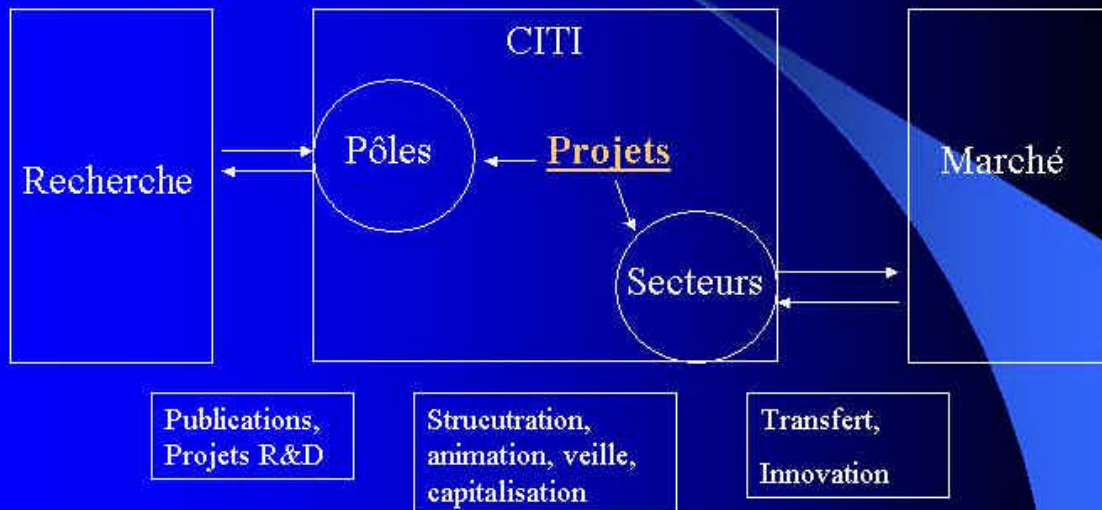 CITI
Pôles
Projets
Recherche
Marché
Secteurs
Publications,
Projets R&D
Strucutration,
animation, veille,
capitalisation
Transfert,
Innovation